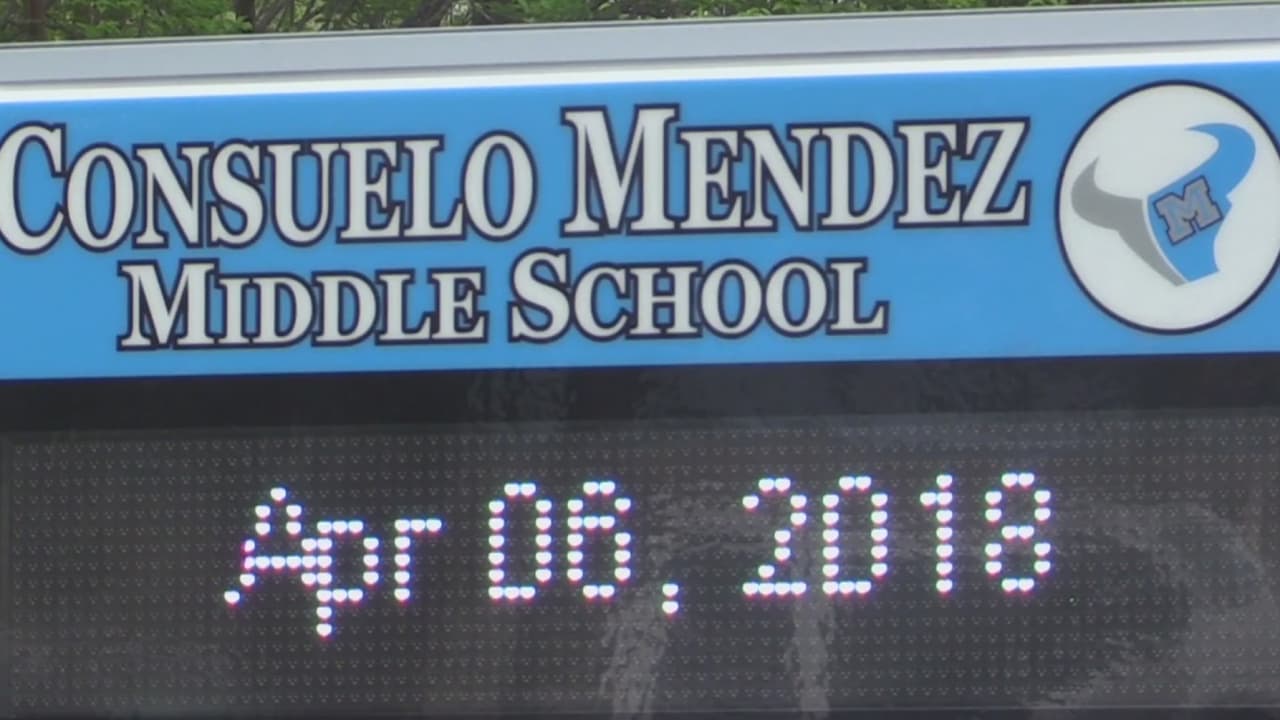 CONSUELO MENDEZ
MIDDLE SCHOOL
M
Apr 06, 2018